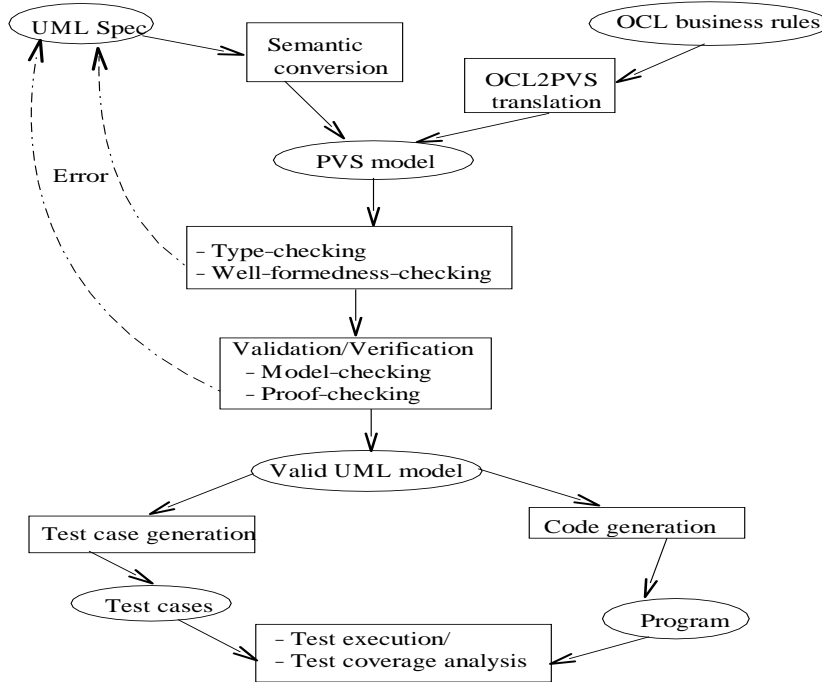 UML Spec
OCL business rules
Semantic
conversion
OCL2PVS
translation
PVS model
Error
- Type-checking
- Well-formedness-checking
Validation/Verification
- Model-checking
- Proof-checking
Valid UML model
Test case generation
Code generation
Test cases
Program
- Test execution/
- Test coverage analysis